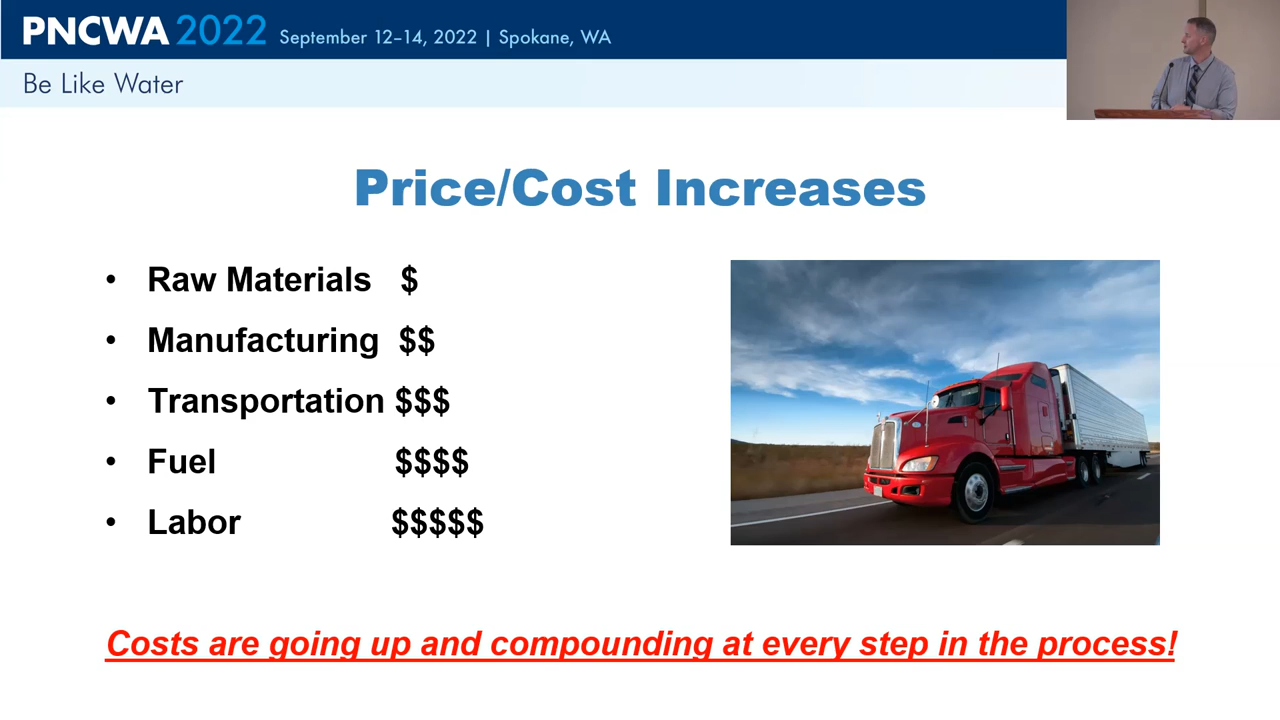 PNCWA 2022 September 12–14, 2022 | Spokane, WA
Be Like Water
Price/Cost Increases
• Raw Materials $
• Manufacturing $$
• Transportation $$$
• Fuel $$$$
• Labor $$$$$
Costs are going up and compounding at every step in the process!